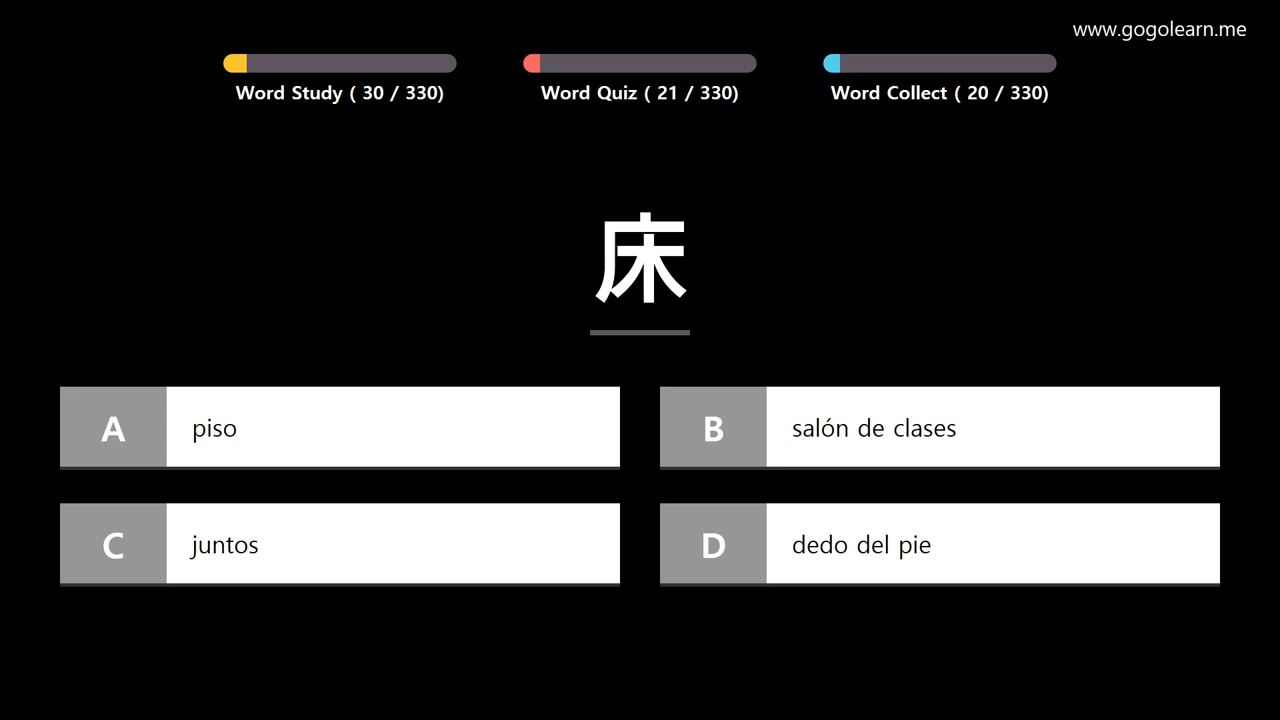 www.gogolearn.me
Word Study ( 30 / 330)
Word Quiz ( 21 / 330)
Word Collect ( 20 / 330)
床
A piso
B salón de clases
C juntos
D dedo del pie